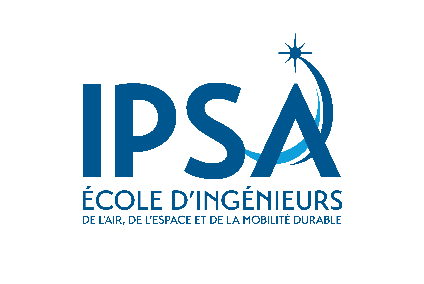 IPSA
ÉCOLE D'INGÉNIEURS
DE L'AIR, DE L'ESPACE ET DE LA MOBILITÉ DURABLE